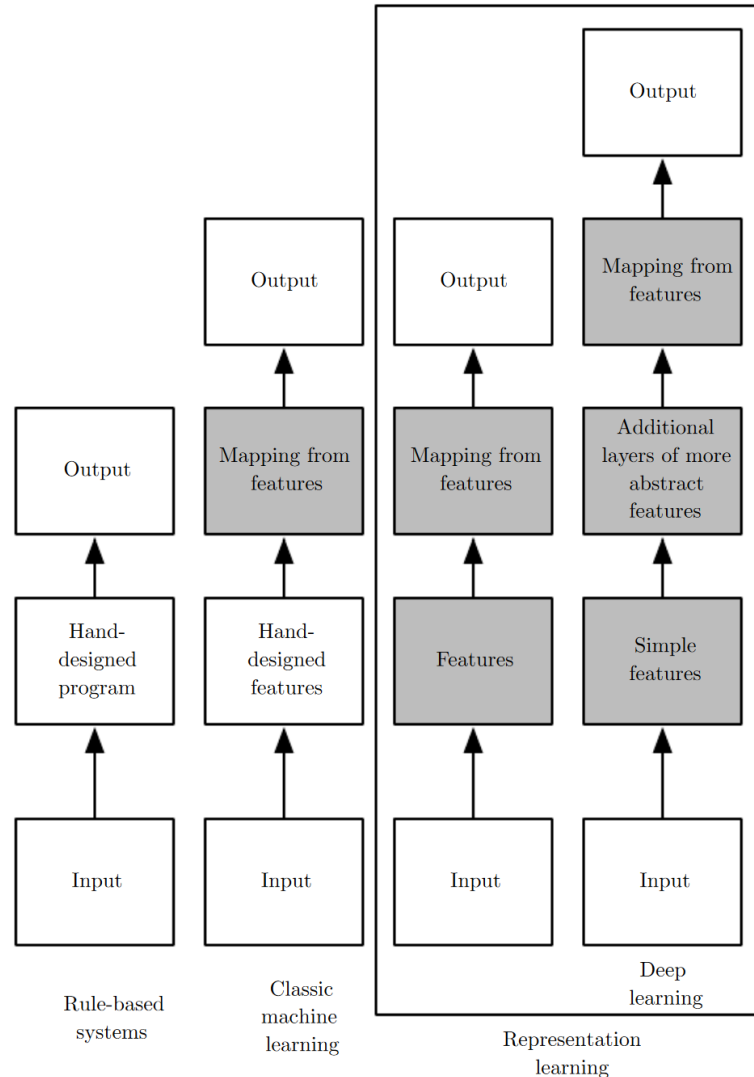 Output
Output
Output
Mapping from
features
Output
Mapping from
features
Mapping from
features
Additional
layers of more
abstract
features
Hand-
designed
program
Hand-
designed
features
Features
Simple
features
Input
Input
Input
Input
Rule-based
systems
Classic
machine
learning
Deep
learning
Representation
learning